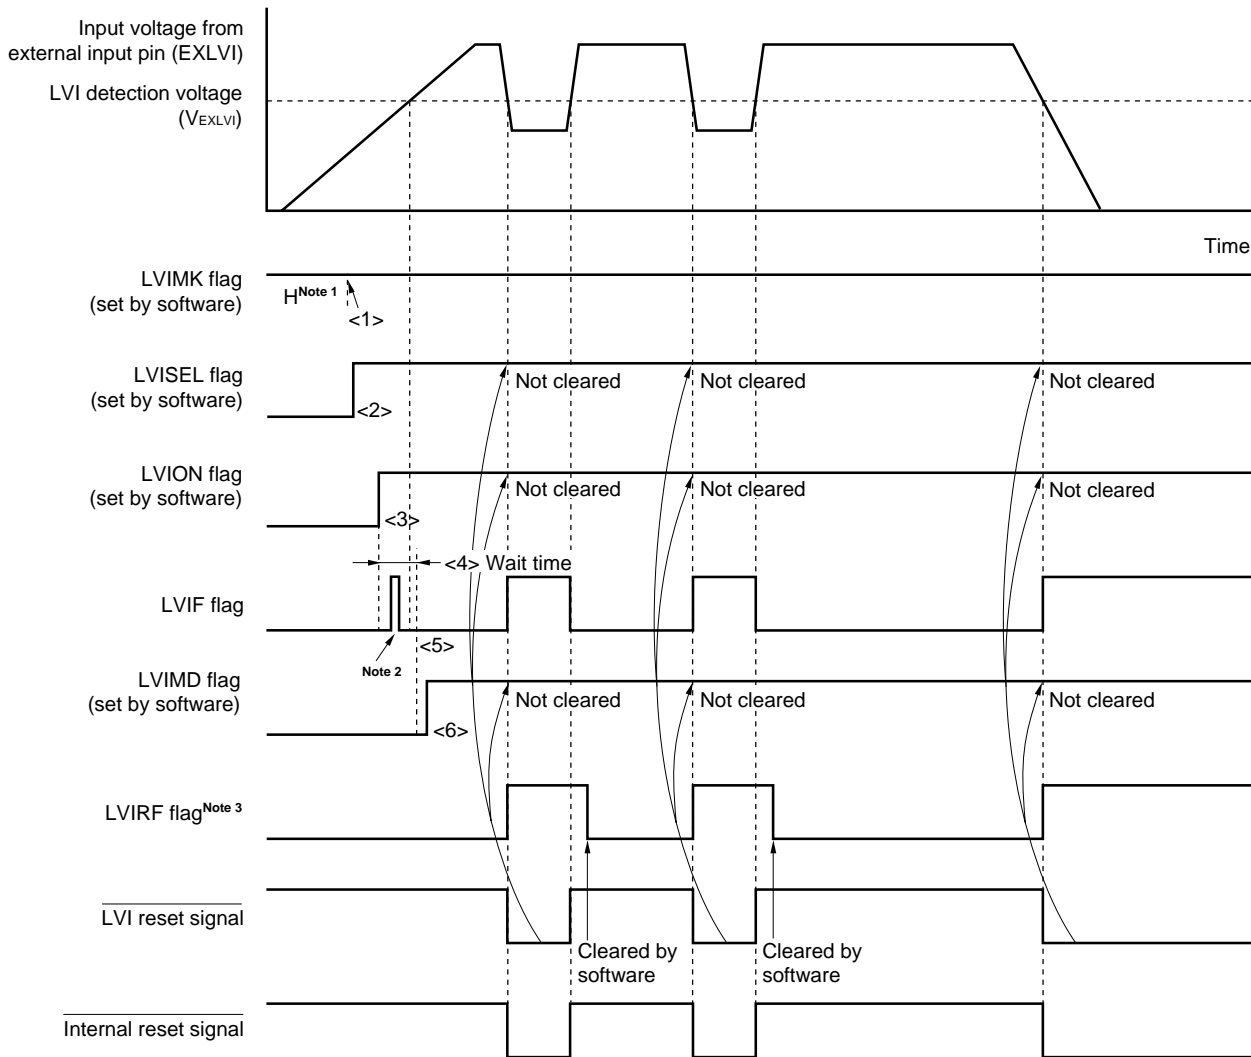 Input voltage from
external input pin (EXLVI)
LVI detection voltage
(VEXLVI)
Time
LVIMK flag
(set by software)
H Note 1
<1>
LVISEL flag
(set by software)
<2>
Not cleared
Not cleared
Not cleared
LVION flag
(set by software)
<3>
Not cleared
Not cleared
Not cleared
<4> Wait time
LVIF flag
Note 2
<5>
LVIMD flag
(set by software)
<6>
Not cleared
Not cleared
Not cleared
LVIRF flag Note 3
LVI reset signal
Cleared by
software
Cleared by
software
Internal reset signal